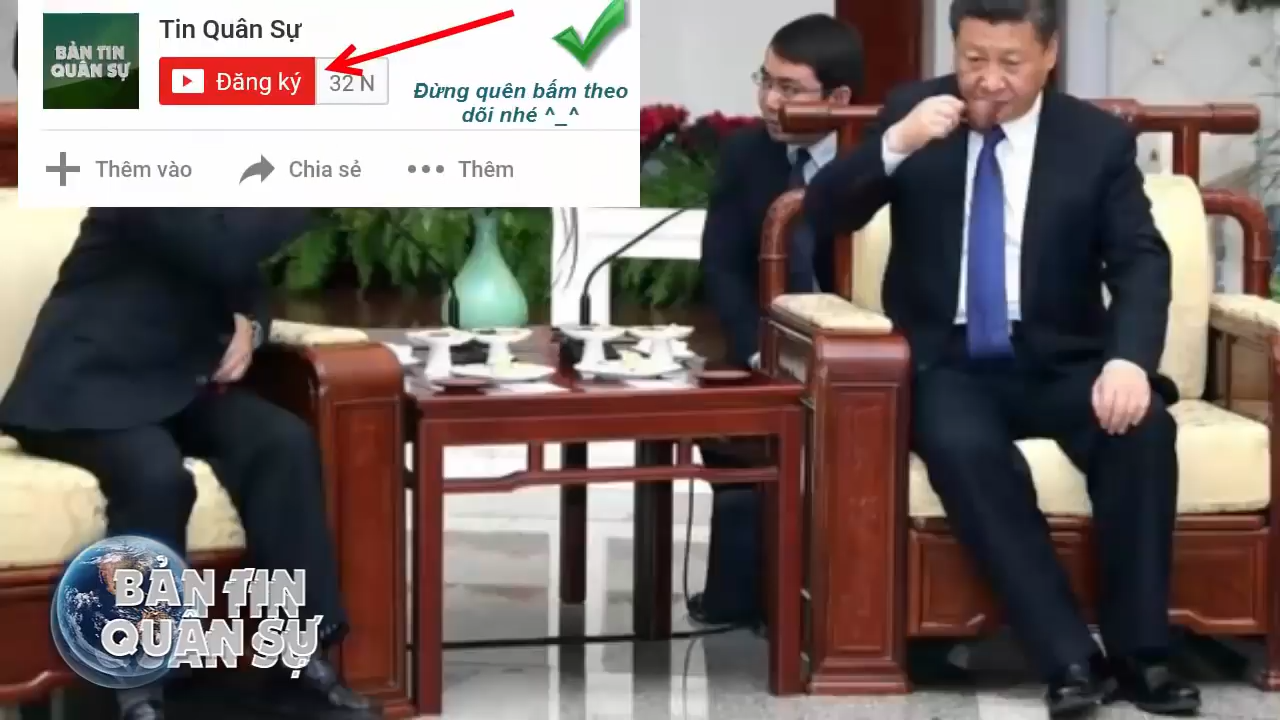 BẢN TIN
QUÂN SỰ
Tin Quân Sự
Đăng ký
32 N
Đừng quên bấm theo
dõi nhé ^_^
Thêm vào
Chia sẻ
Thêm
BẢN TIN
QUÂN SỰ